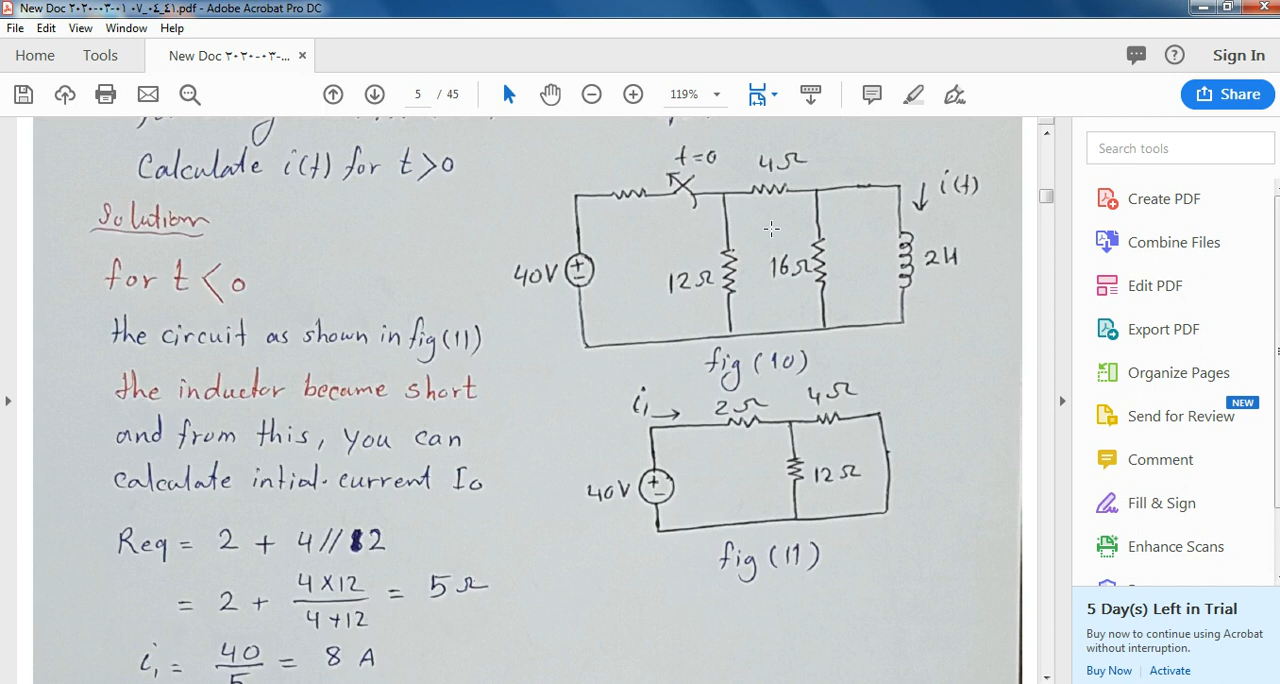 New Doc ٢٠٢٠-٠٣-٠١ ٠٧_٠٤_٤١.pdf - Adobe Acrobat Pro DC
File Edit View Window Help
Home Tools New Doc ٢٠٢٠-٠٣-... × Sign In
5 / 45 119% Share
Calculate i(t) for t>0
Solution
for t < 0
the circuit as shown in fig(11)
the inductor became short
and from this, you can
calculate intial. current Io
Req = 2 + 4//12
= 2 + 4×12 / 4+12 = 5Ω
i₁ = 40 / 5 = 8 A
t=0
4Ω
i(t)
40V
12Ω
16Ω
2H
fig (10)
i₁
2Ω
4Ω
40V
12Ω
fig (11)
Search tools
Create PDF
Combine Files
Edit PDF
Export PDF
Organize Pages
NEW
Send for Review
Comment
Fill & Sign
Enhance Scans
5 Day(s) Left in Trial
Buy now to continue using Acrobat
without interruption.
Buy Now Activate